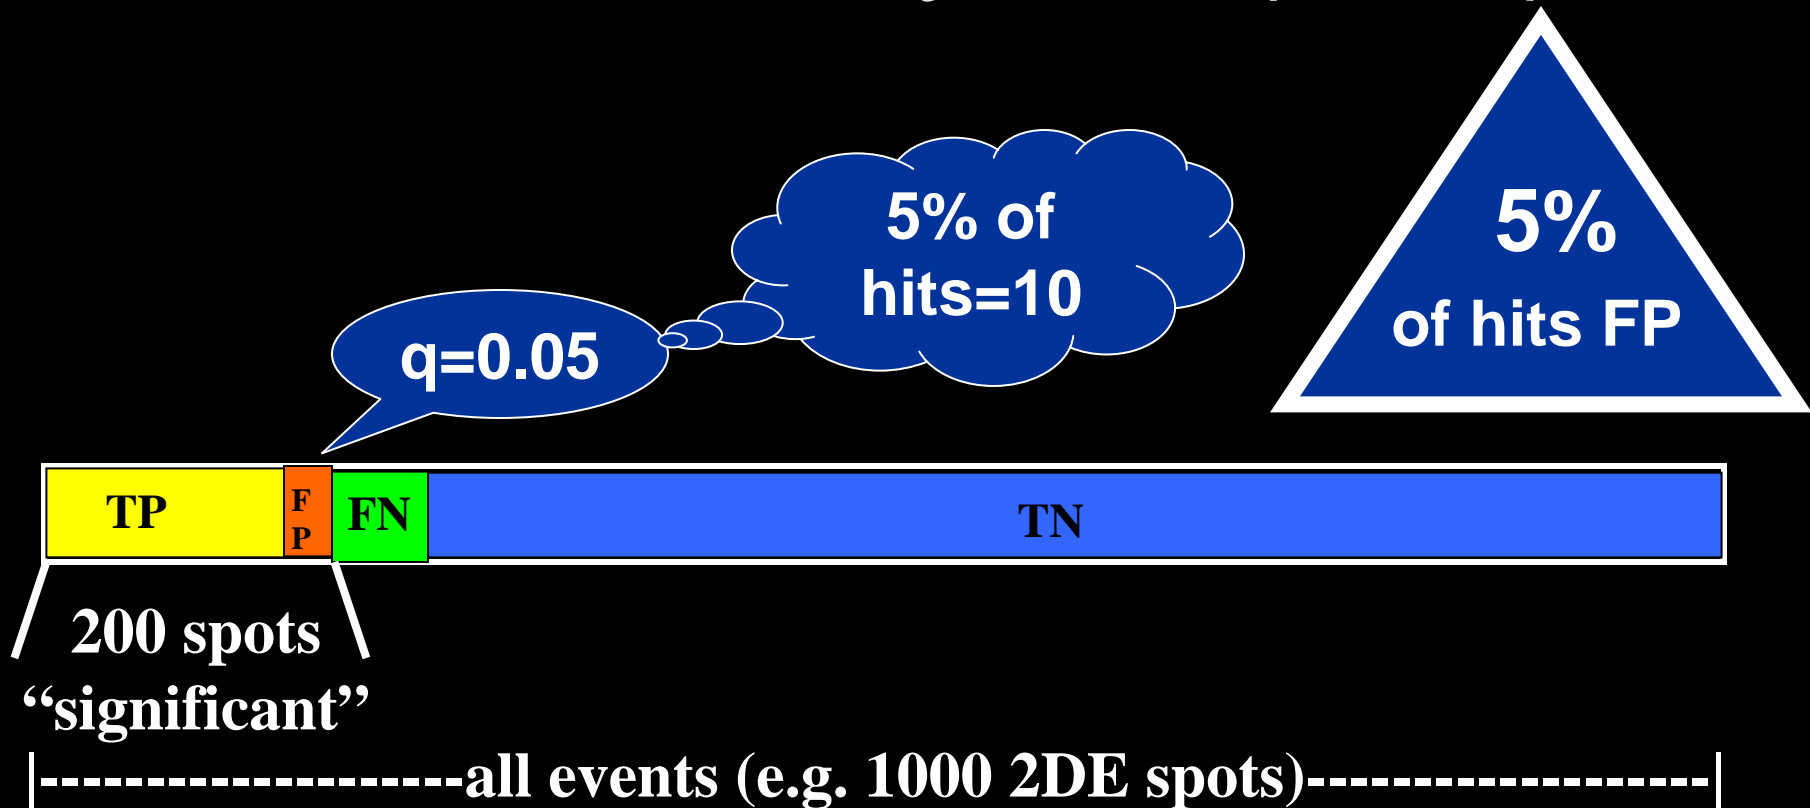 5% of
hits=10
5%
of hits FP
q=0.05
TP
F
P
FN
TN
200 spots
“significant”
all events (e.g. 1000 2DE spots)